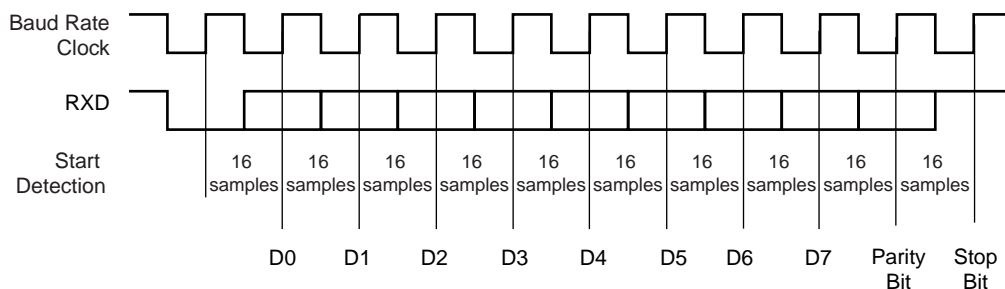 Baud Rate
Clock
RXD
Start
Detection
16 16 16 16 16 16 16 16 16 16
samples samples samples samples samples samples samples samples samples samples
D0 D1 D2 D3 D4 D5 D6 D7 Parity Stop
Bit Bit